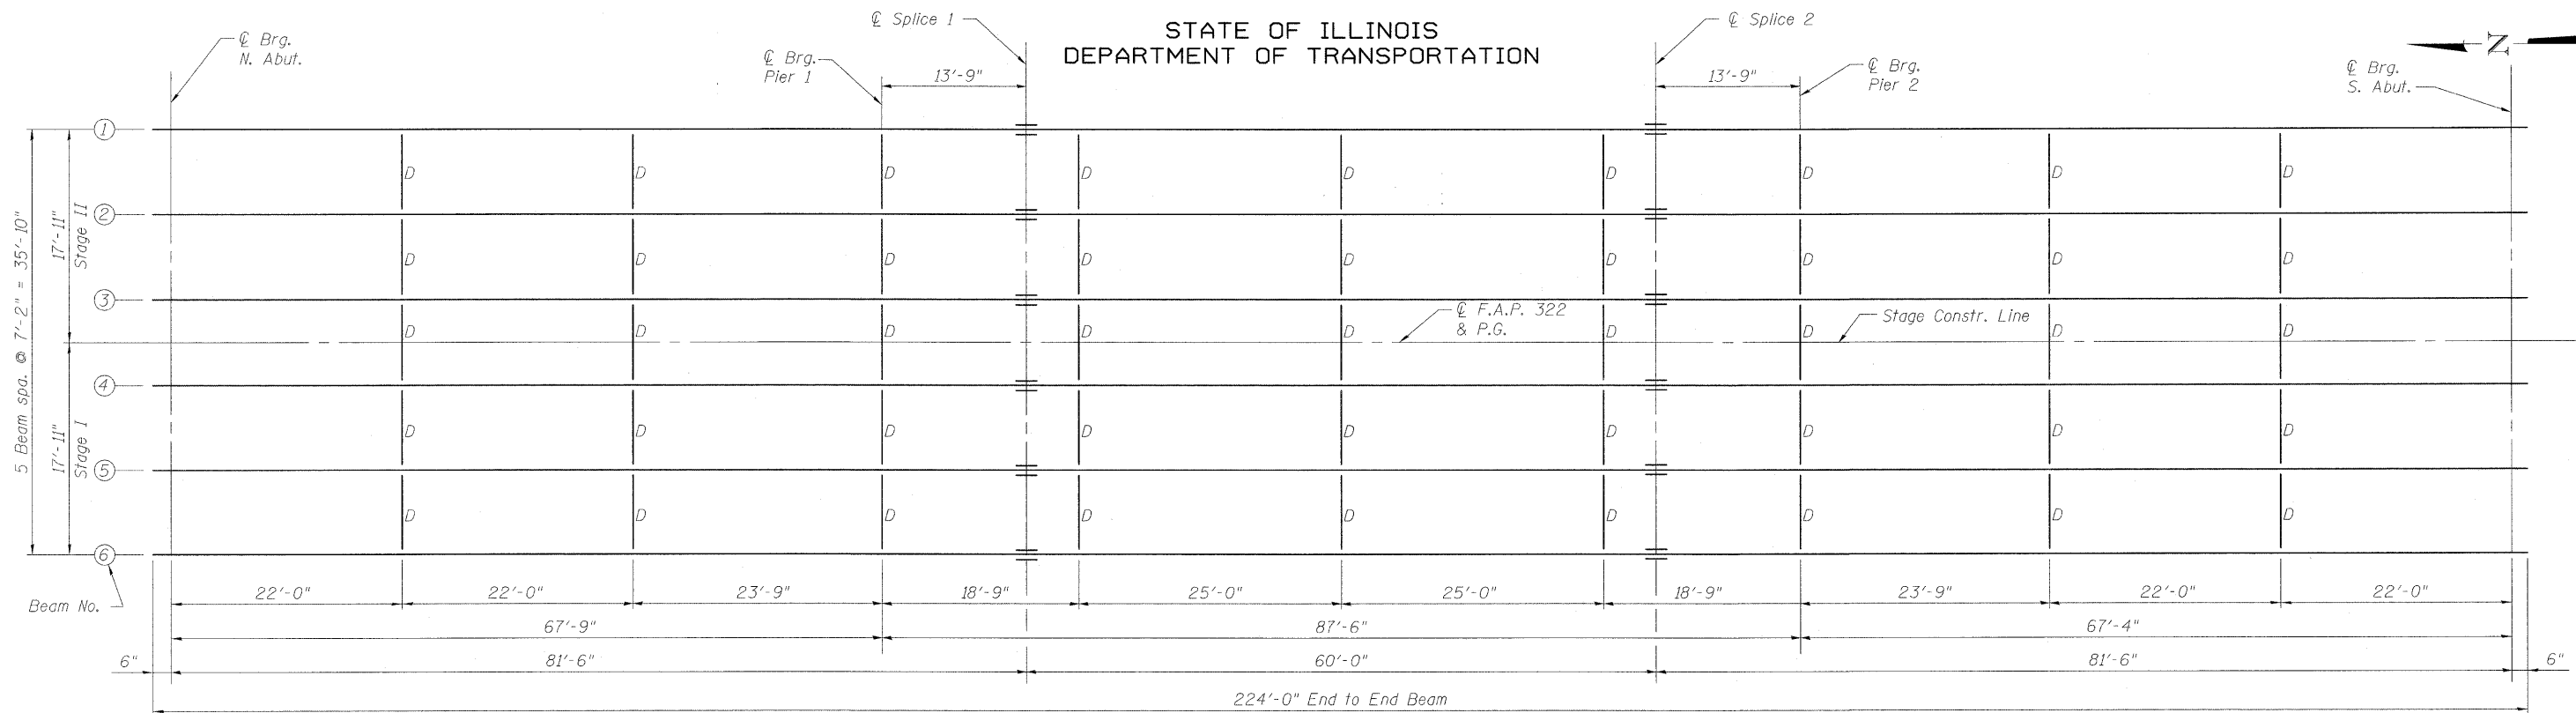 STATE OF ILLINOIS
DEPARTMENT OF TRANSPORTATION
℄ Brg.
N. Abut.
℄ Brg.
Pier 1
℄ Splice 1
13'-9"
℄ Splice 2
13'-9"
℄ Brg.
Pier 2
℄ Brg.
S. Abut.
N
5 Beam spa. @ 7'-2" = 35'-10"
17'-11"
Stage II
17'-11"
Stage I
1
D D D D D D D D D
2
D D D D D D D D D
3
℄ F.A.P. 322
& P.G.
Stage Constr. Line
D D D D D D D D D
4
D D D D D D D D D
5
D D D D D D D D D
6
Beam No.
22'-0" 22'-0" 23'-9" 18'-9" 25'-0" 25'-0" 18'-9" 23'-9" 22'-0" 22'-0"
67'-9" 87'-6" 67'-4"
6" 81'-6" 60'-0" 81'-6" 6"
224'-0" End to End Beam